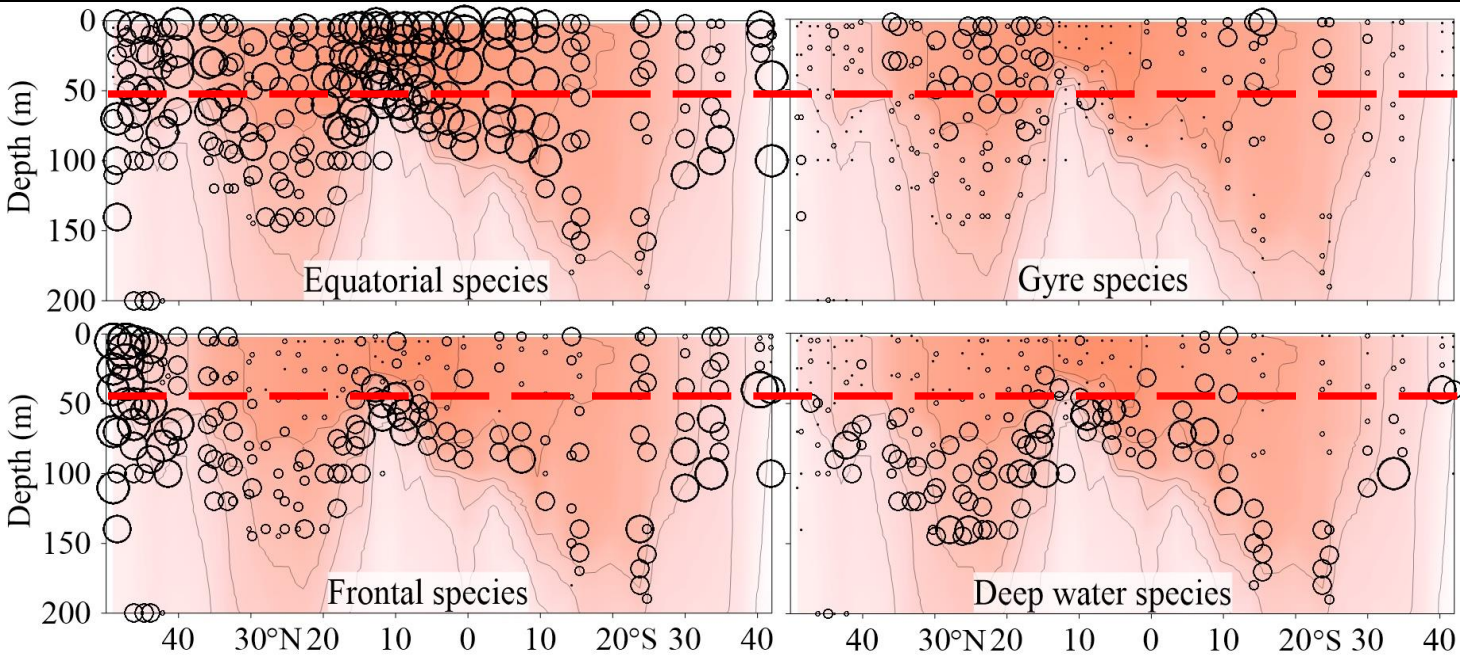 0
50
100
150
200
Depth (m)
Equatorial species
Gyre species
0
50
100
150
200
Depth (m)
Frontal species
Deep water species
40 30°N 20 10 0 10 20°S 30 40
40 30°N 20 10 0 10 20°S 30 40